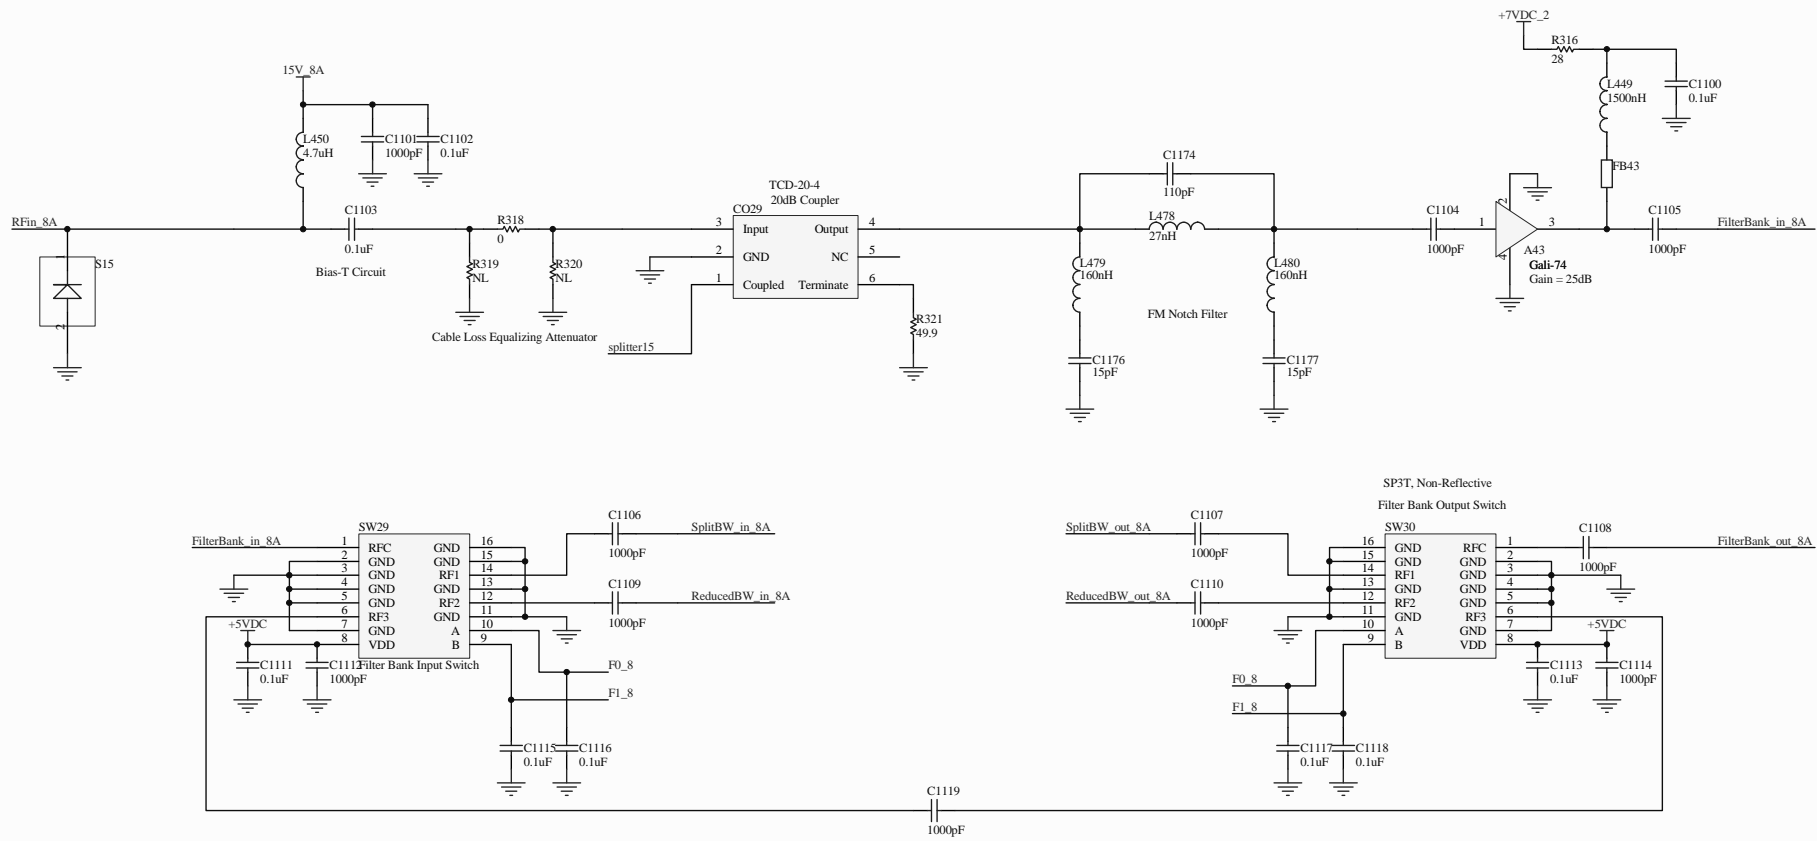 +7VDC_2
R316
28
L449
1500nH
C1100
0.1uF
FB43
15V_8A
L450
4.7uH
C1101
1000pF
C1102
0.1uF
RFin_8A
S15
1
2
C1103
0.1uF
Bias-T Circuit
R318
0
R319
NL
R320
NL
Cable Loss Equalizing Attenuator
TCD-20-4
20dB Coupler
CO29
3 Input Output 4
2 GND NC 5
1 Coupled Terminate 6
splitter15
R321
49.9
C1174
110pF
L478
27nH
L479
160nH
L480
160nH
FM Notch Filter
C1176
15pF
C1177
15pF
C1104
1000pF
1
2
3
4
A43
Gali-74
Gain = 25dB
C1105
1000pF
FilterBank_in_8A
FilterBank_in_8A
SW29
1 RFC GND 16
2 GND GND 15
3 GND RF1 14
4 GND GND 13
5 GND RF2 12
6 RF3 GND 11
7 GND A 10
8 VDD B 9
Filter Bank Input Switch
+5VDC
C1111
0.1uF
C1112
1000pF
C1106
1000pF
SplitBW_in_8A
C1109
1000pF
ReducedBW_in_8A
F0_8
F1_8
C1115
0.1uF
C1116
0.1uF
C1119
1000pF
SP3T, Non-Reflective
Filter Bank Output Switch
SW30
16 GND RFC 1
15 GND GND 2
14 RF1 GND 3
13 GND GND 4
12 RF2 GND 5
11 GND RF3 6
10 A GND 7
9 B VDD 8
SplitBW_out_8A
C1107
1000pF
ReducedBW_out_8A
C1110
1000pF
C1108
1000pF
FilterBank_out_8A
+5VDC
C1113
0.1uF
C1114
1000pF
F0_8
F1_8
C1117
0.1uF
C1118
0.1uF